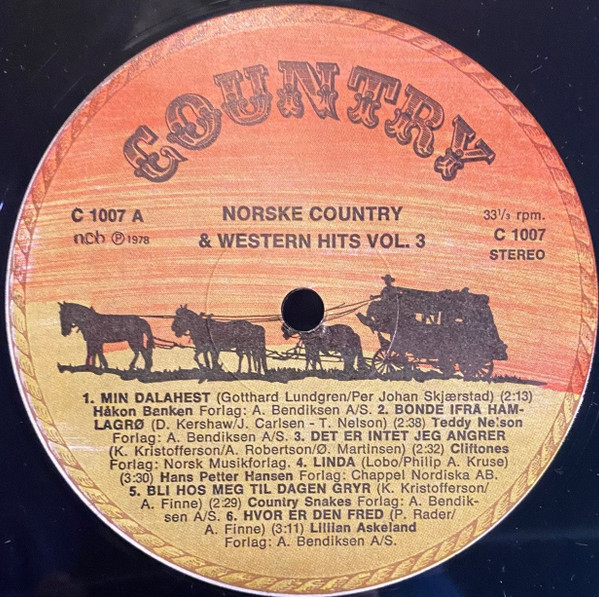 COUNTRY
C 1007 A
ncb Ⓟ 1978
NORSKE COUNTRY
& WESTERN HITS VOL. 3
33 1/3 rpm.
C 1007
STEREO
1. MIN DALAHEST (Gotthard Lundgren/Per Johan Skjærstad) (2:13)
Håkon Banken Forlag: A. Bendiksen A/S. 2. BONDE IFRA HAM-
LAGRØ (D. Kershaw/J. Carlsen - T. Nelson) (2:38) Teddy Nelson
Forlag: A. Bendiksen A/S. 3. DET ER INTET JEG ANGRER
(K. Kristofferson/A. Robertson/Ø. Martinsen) (2:32) Cliftones
Forlag: Norsk Musikforlag. 4. LINDA (Lobo/Philip A. Kruse)
(3:30) Hans Petter Hansen Forlag: Chappel Nordiska AB.
5. BLI HOS MEG TIL DAGEN GRYR (K. Kristofferson/
A. Finne) (2:29) Country Snakes Forlag: A. Bendik-
sen A/S. 6. HVOR ER DEN FRED (P. Rader/
A. Finne) (3:11) Lillian Askeland
Forlag: A. Bendiksen A/S.